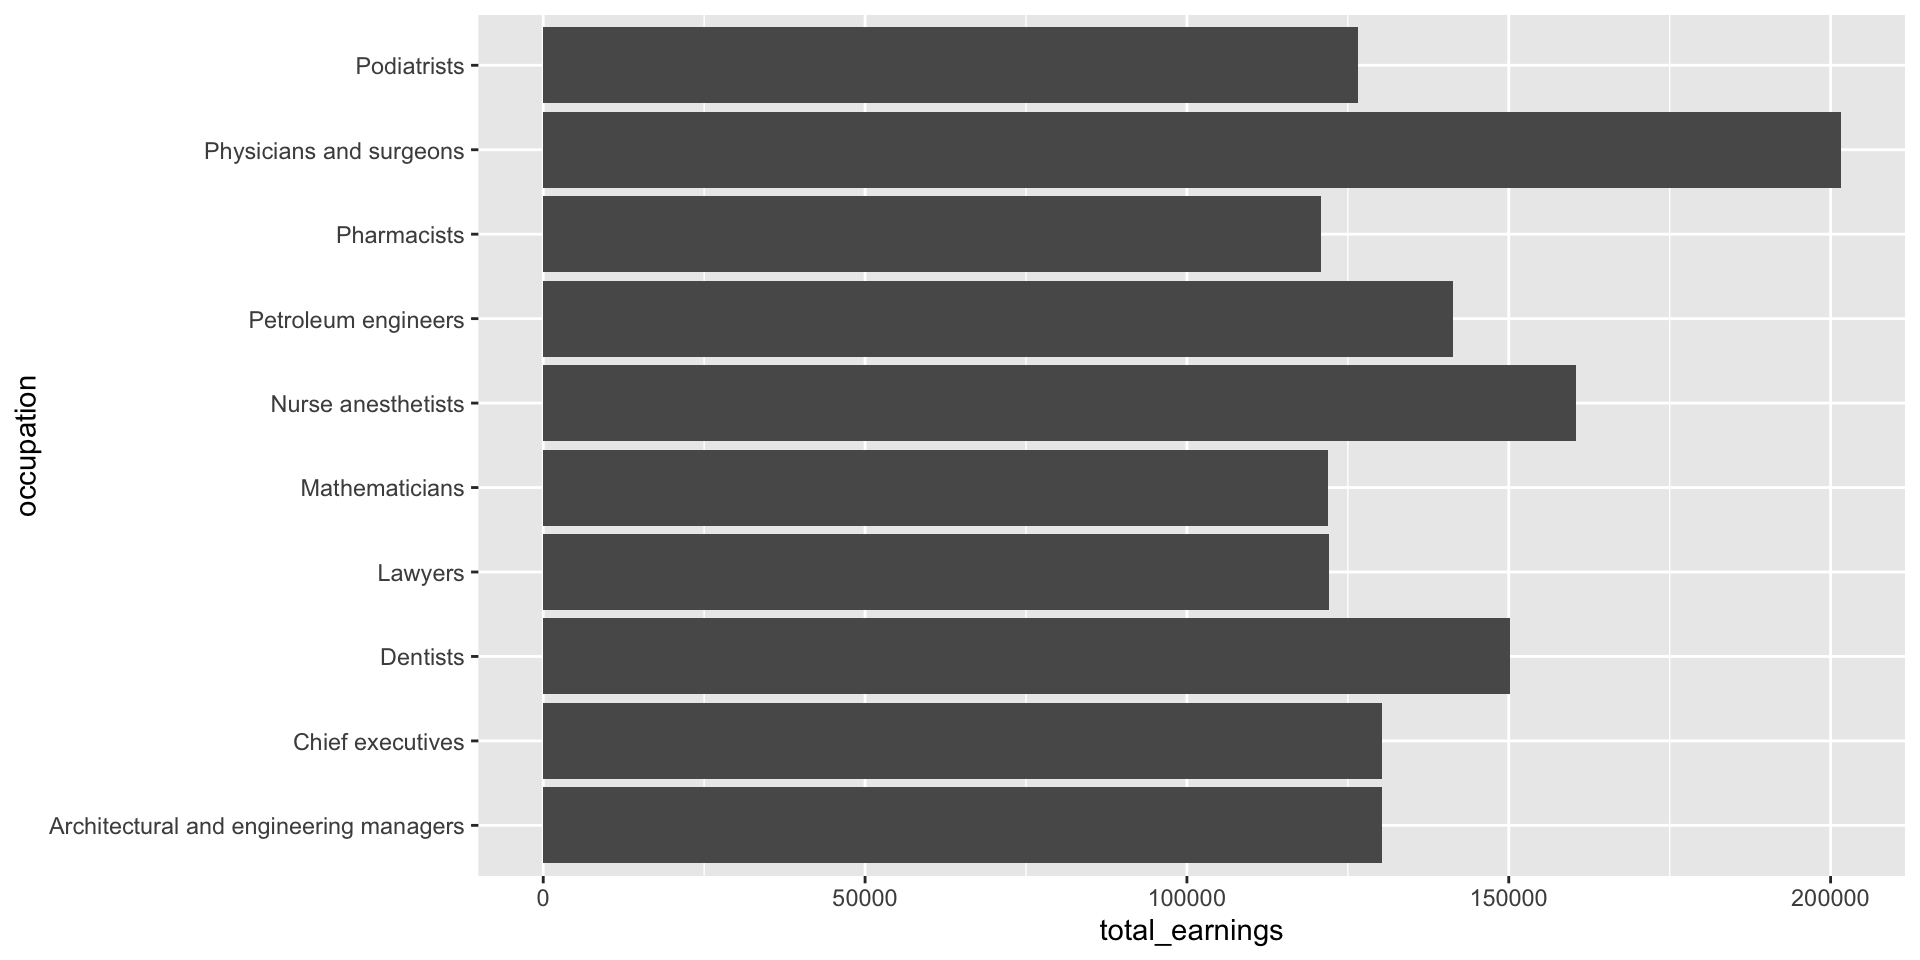 Podiatrists
Physicians and surgeons
Pharmacists
Petroleum engineers
Nurse anesthetists
Mathematicians
Lawyers
Dentists
Chief executives
Architectural and engineering managers
occupation
0 50000 100000 150000 200000
total_earnings